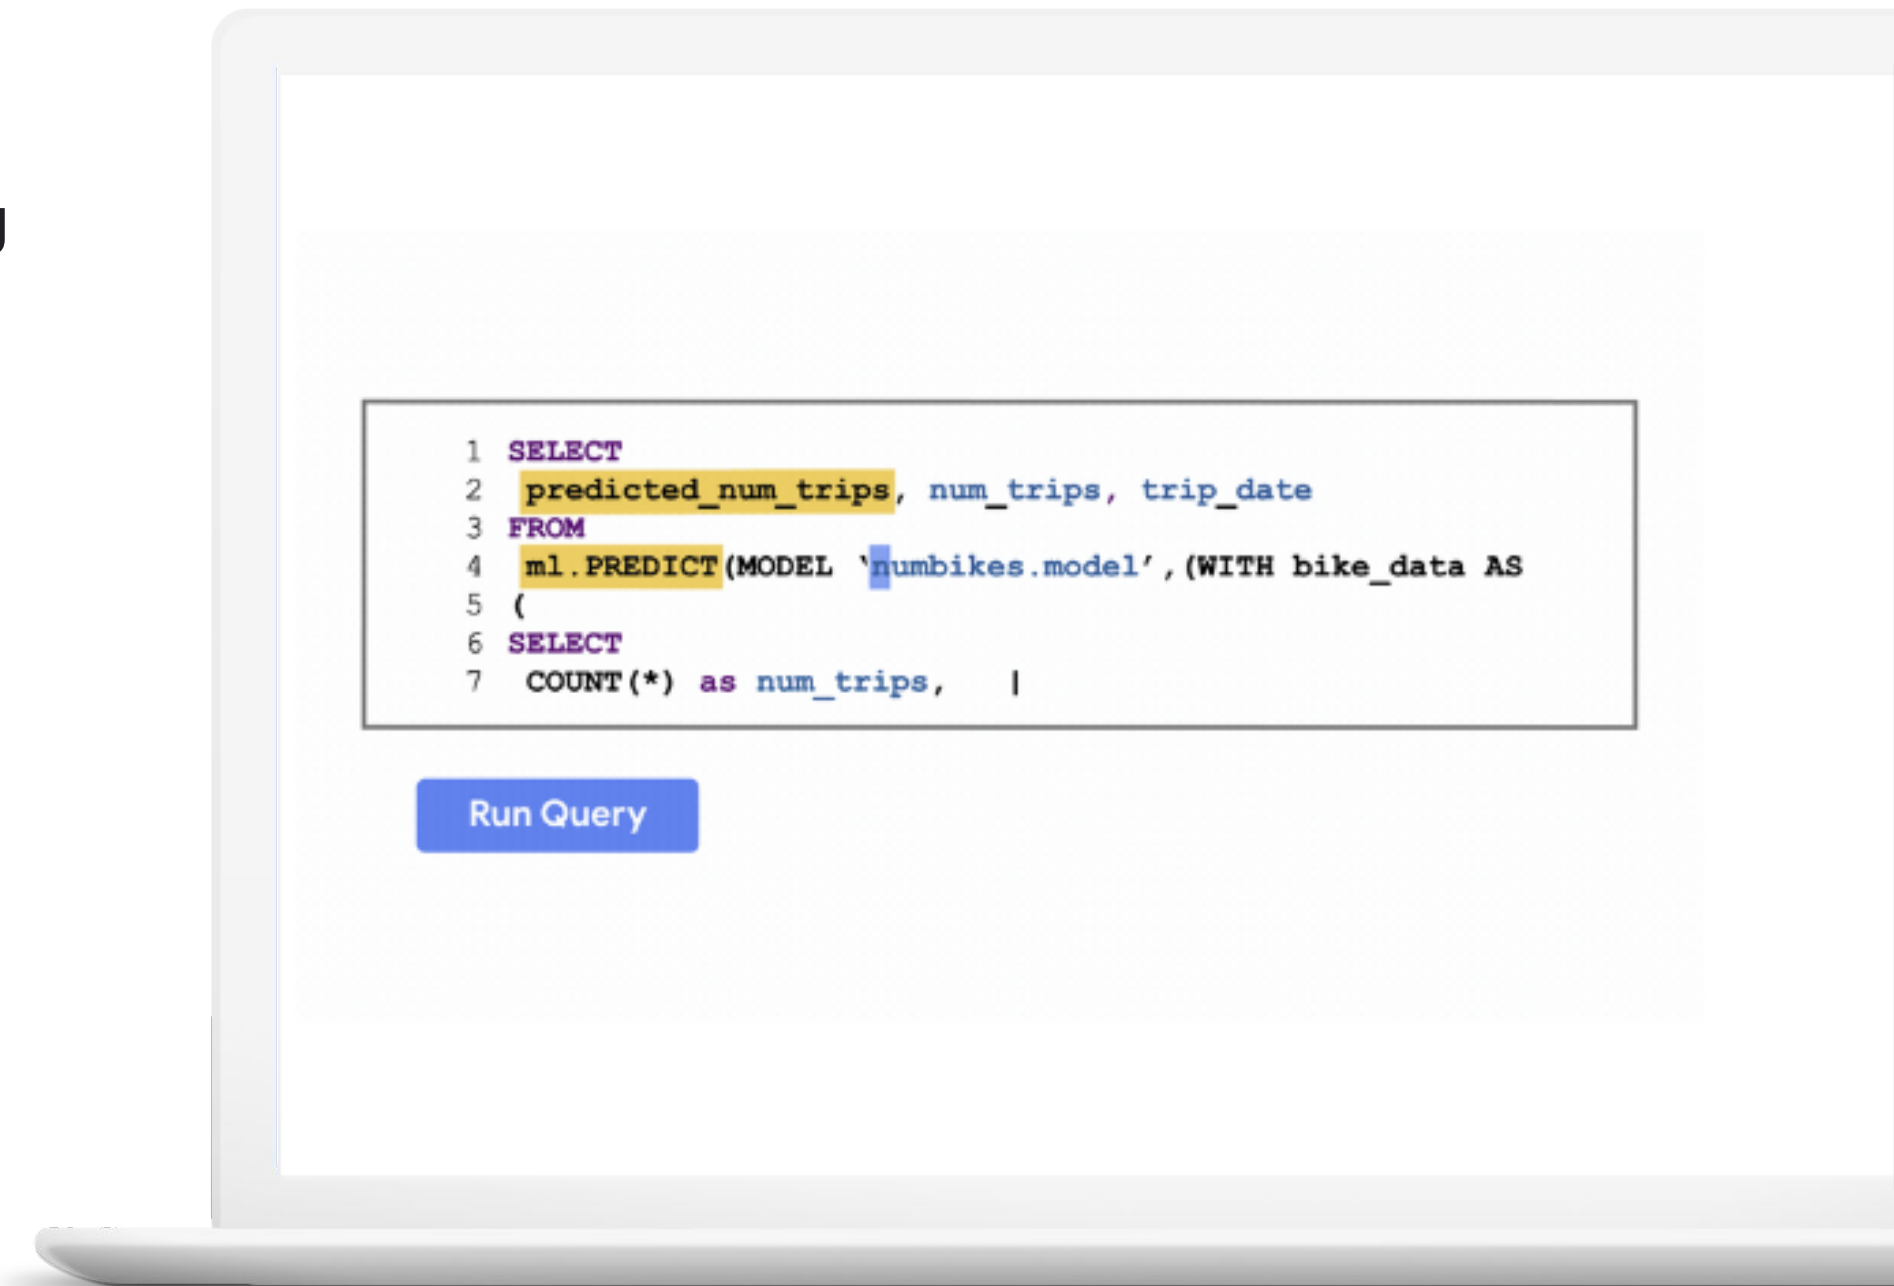 g
1 SELECT
2 predicted_num_trips, num_trips, trip_date
3 FROM
4 ml.PREDICT(MODEL `numbikes.model’,(WITH bike_data AS
5 (
6 SELECT
7 COUNT(*) as num_trips, |
Run Query